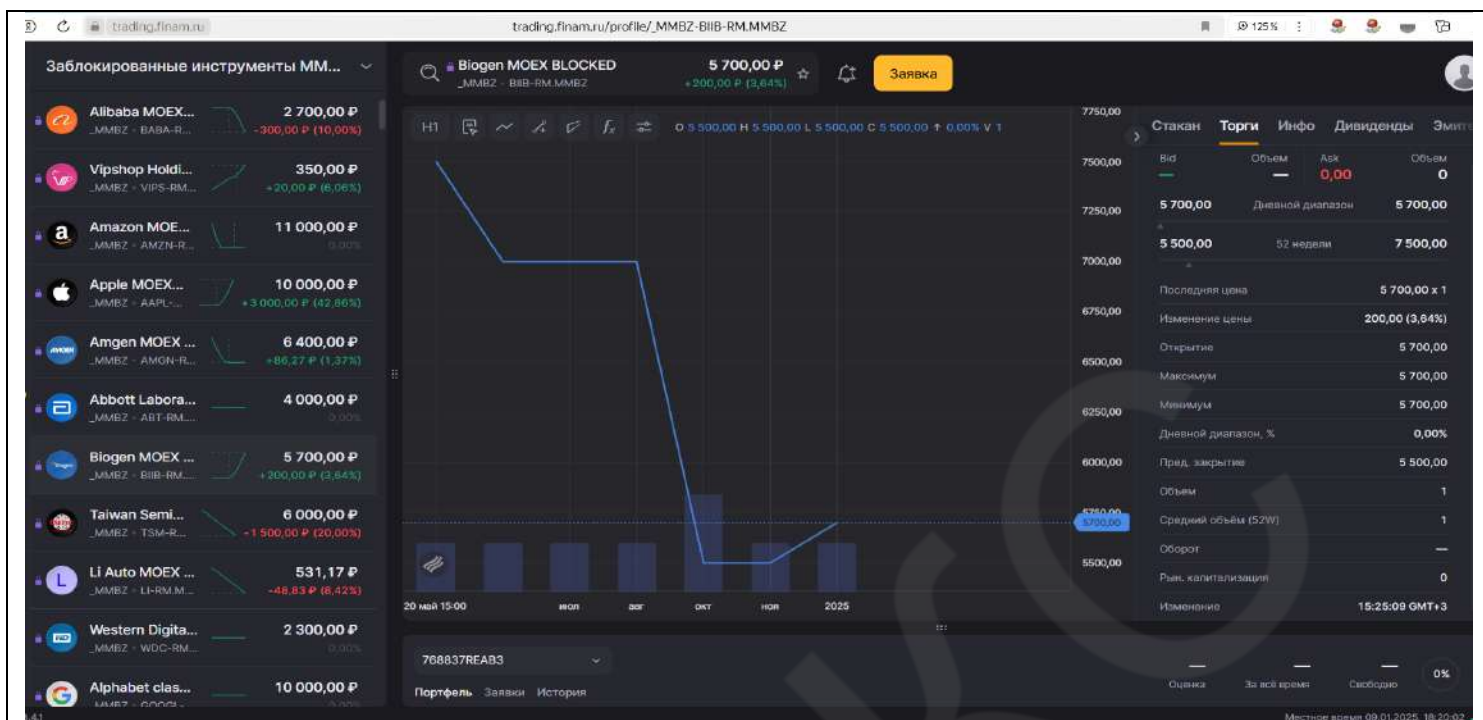 trading.finam.ru
trading.finam.ru/profile/_MMBZ-BIIB-RM.MMBZ
125 %
Заблокированные инструменты ММ...
Alibaba MOEX...
2 700,00 ₽
_MMBZ - BABA-R...
-300,00 ₽ (10,00%)
Vipshop Holdi...
350,00 ₽
_MMBZ - VIPS-RM...
+20,00 ₽ (6,06%)
Amazon MOE...
11 000,00 ₽
_MMBZ - AMZN-R...
0,00%
Apple MOEX...
10 000,00 ₽
_MMBZ - AAPL-...
+3 000,00 ₽ (42,86%)
Amgen MOEX ...
6 400,00 ₽
_MMBZ - AMGN-R...
+86,27 ₽ (1,37%)
Abbott Labora...
4 000,00 ₽
_MMBZ - ABT-RM....
0,00%
Biogen MOEX ...
5 700,00 ₽
_MMBZ - BIIB-RM....
+200,00 ₽ (3,64%)
Taiwan Semi...
6 000,00 ₽
_MMBZ - TSM-R...
-1 500,00 ₽ (20,00%)
Li Auto MOEX ...
531,17 ₽
_MMBZ - LI-RM.M...
-48,83 ₽ (8,42%)
Western Digita...
2 300,00 ₽
_MMBZ - WDC-RM...
0,00%
Alphabet clas...
10 000,00 ₽
Biogen MOEX BLOCKED
_MMBZ - BIIB-RM.MMBZ
5 700,00 ₽
+200,00 ₽ (3,64%)
Заявка
H1
O 5 500,00 H 5 500,00 L 5 500,00 C 5 500,00 ↑ 0,00% V 1
7750,00
7500,00
7250,00
7000,00
6750,00
6500,00
6250,00
6000,00
5750,00
5700,00
5500,00
20 май 15:00
июл
авг
окт
ноя
2025
Стакан Торги Инфо Дивиденды
Bid Объем Ask Объем
— — 0,00 0
5 700,00 Дневной диапазон 5 700,00
5 500,00 52 недели 7 500,00
Последняя цена 5 700,00 x 1
Изменение цены 200,00 (3,64%)
Открытие 5 700,00
Максимум 5 700,00
Минимум 5 700,00
Дневной диапазон, % 0,00%
Пред. закрытие 5 500,00
Объем 1
Средний объём (52W) 1
Оборот —
Рын. капитализация 0
Изменение 15:25:09 GMT+3
768837REAB3
Портфель Заявки История
— — —
Оценка За всё время Свободно
0%
Местное время 09.01.2025, 18:20:02